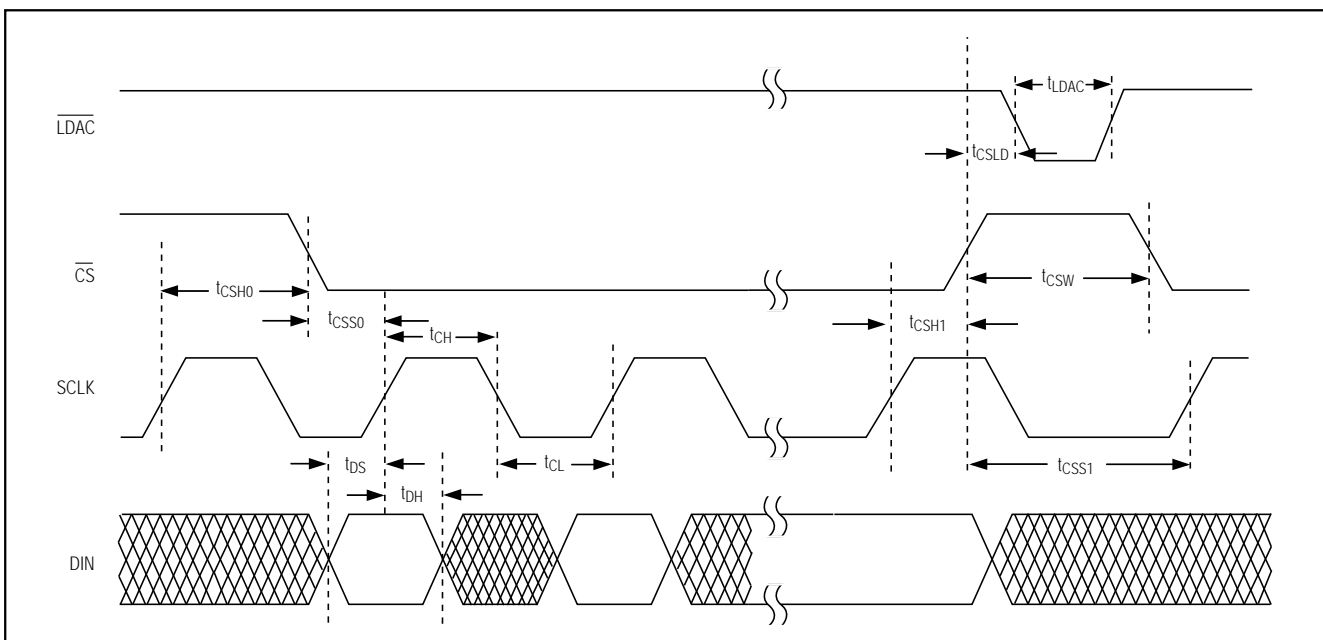 tLDAC
LDAC
tCSLD
CS
tCSH0
tCSW
tCSS0
tCH
tCSH1
SCLK
tDS
tCL
tCSS1
tDH
DIN